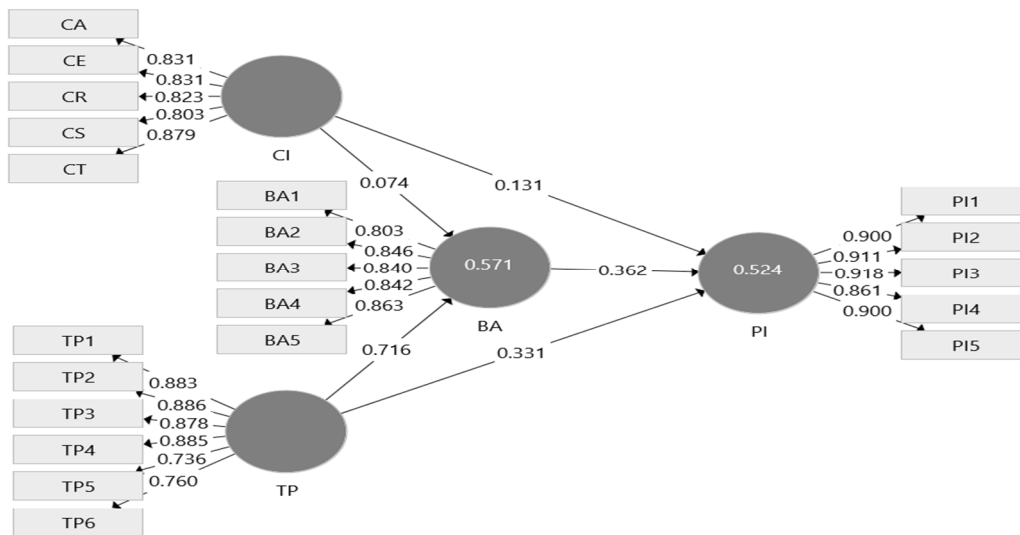 CA
CE
CR
CS
CT
0.831
0.831
0.823
0.803
0.879
CI
0.074
0.131
BA1
BA2
BA3
BA4
BA5
0.803
0.846
0.840
0.842
0.863
0.571
BA
0.362
0.716
0.331
TP1
TP2
TP3
TP4
TP5
TP6
0.883
0.886
0.878
0.885
0.736
0.760
TP
0.524
PI
0.900
0.911
0.918
0.861
0.900
PI1
PI2
PI3
PI4
PI5